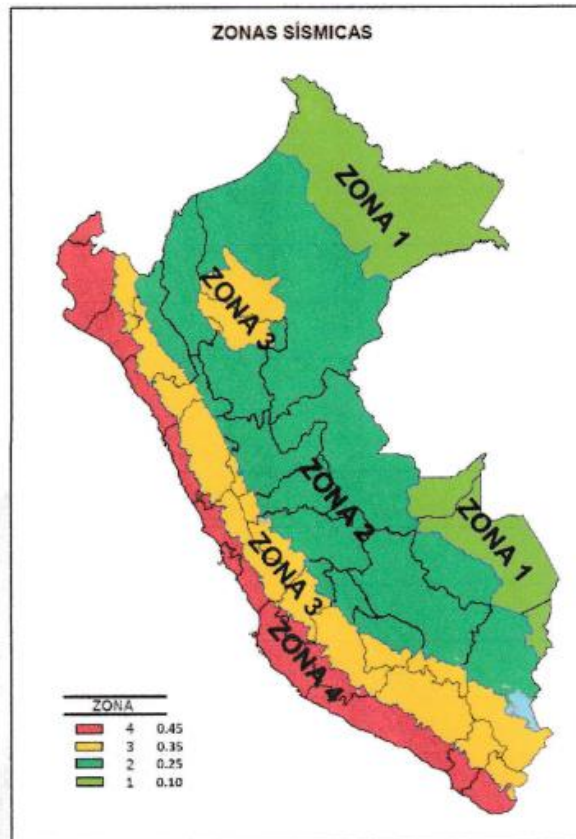 ZONAS SÍSMICAS
ZONA 1
ZONA 3
ZONA 2
ZONA 1
ZONA 3
ZONA 4
ZONA
4 0.45
3 0.35
2 0.25
1 0.10